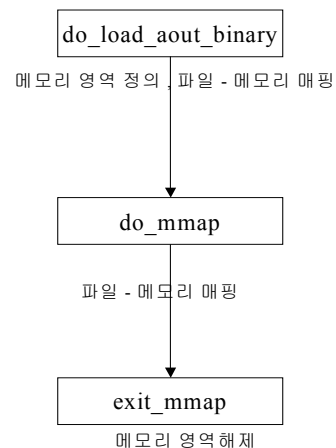 do_load_aout_binary
메모리 영역 정의 , 파일 - 메모리 매핑
do_mmap
파일 - 메모리 매핑
exit_mmap
메모리 영역해제